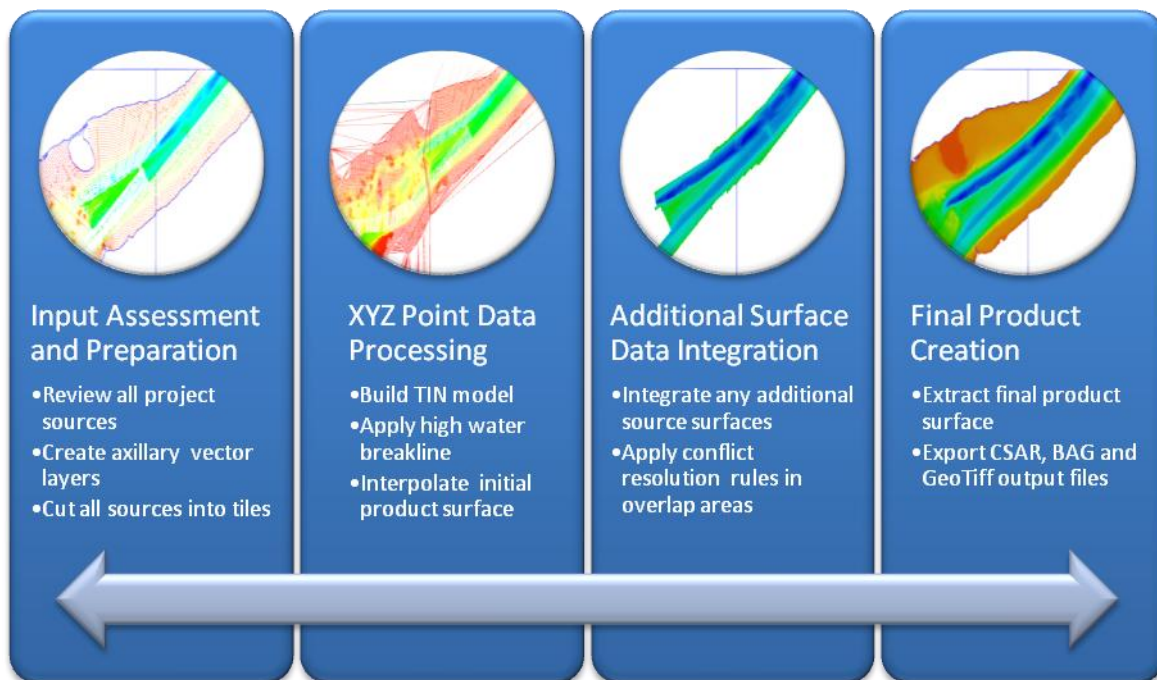 Input Assessment
and Preparation
•Review all project
sources
•Create axillary vector
layers
•Cut all sources into tiles
XYZ Point Data
Processing
•Build TIN model
•Apply high water
breakline
•Interpolate initial
product surface
Additional Surface
Data Integration
•Integrate any additional
source surfaces
•Apply conflict
resolution rules in
overlap areas
Final Product
Creation
•Extract final product
surface
•Export CSAR, BAG and
GeoTiff output files